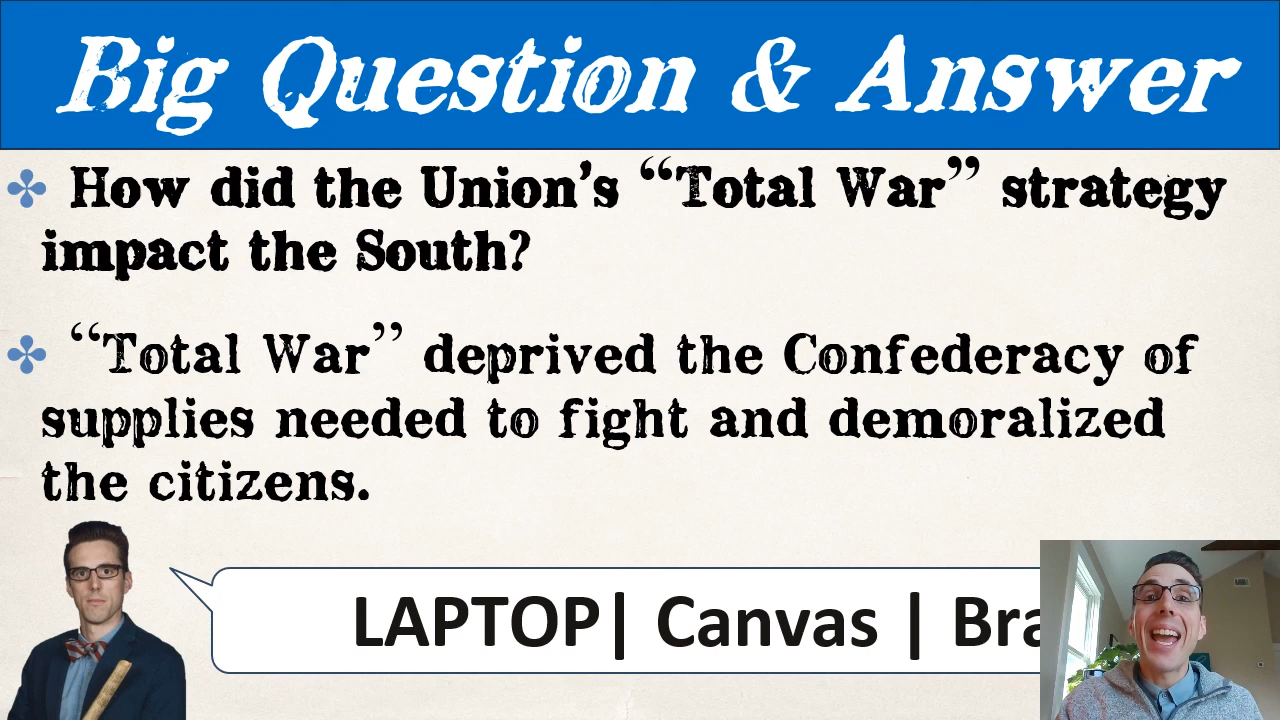 Big Question & Answer
How did the Union’s “Total War” strategy
impact the South?
“Total War” deprived the Confederacy of
supplies needed to fight and demoralized
the citizens.
LAPTOP| Canvas |